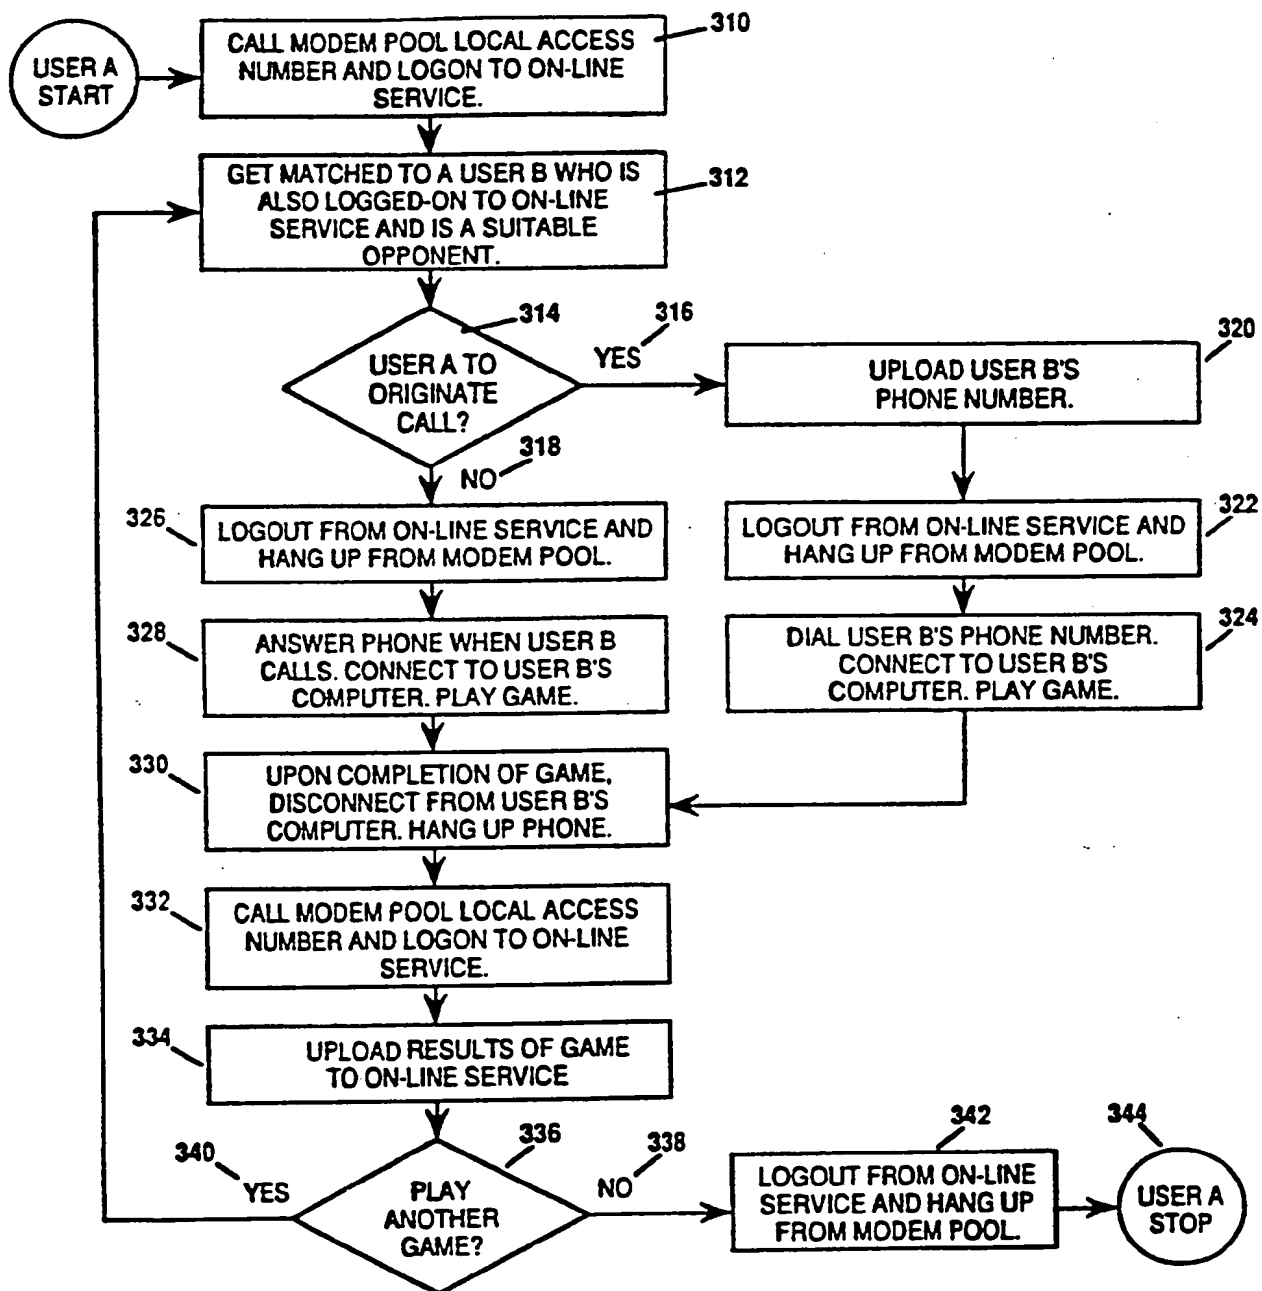 310
USER A
START
CALL MODEM POOL LOCAL ACCESS
NUMBER AND LOGON TO ON-LINE
SERVICE.
312
GET MATCHED TO A USER B WHO IS
ALSO LOGGED-ON TO ON-LINE
SERVICE AND IS A SUITABLE
OPPONENT.
314
316
USER A TO
ORIGINATE
CALL?
YES
320
UPLOAD USER B'S
PHONE NUMBER.
318
NO
326
LOGOUT FROM ON-LINE SERVICE AND
HANG UP FROM MODEM POOL.
322
LOGOUT FROM ON-LINE SERVICE AND
HANG UP FROM MODEM POOL.
328
ANSWER PHONE WHEN USER B
CALLS. CONNECT TO USER B'S
COMPUTER. PLAY GAME.
324
DIAL USER B'S PHONE NUMBER.
CONNECT TO USER B'S
COMPUTER. PLAY GAME.
330
UPON COMPLETION OF GAME,
DISCONNECT FROM USER B'S
COMPUTER. HANG UP PHONE.
332
CALL MODEM POOL LOCAL ACCESS
NUMBER AND LOGON TO ON-LINE
SERVICE.
334
UPLOAD RESULTS OF GAME
TO ON-LINE SERVICE
340
YES
336
PLAY
ANOTHER
GAME?
338
NO
342
LOGOUT FROM ON-LINE
SERVICE AND HANG UP
FROM MODEM POOL.
344
USER A
STOP